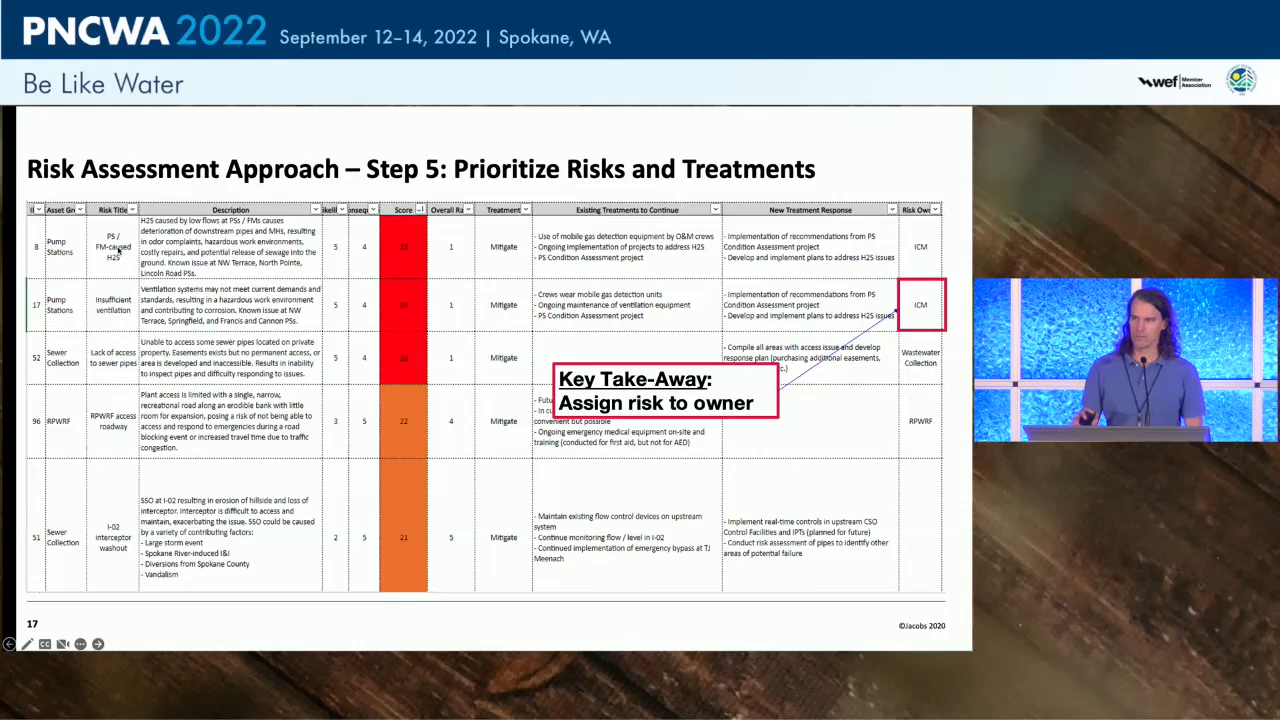 PNCWA 2022 September 12–14, 2022 | Spokane, WA
Be Like Water
wef Member Association
Risk Assessment Approach – Step 5: Prioritize Risks and Treatments
Asset Gr Risk Title Description Score Overall Ra Treatment Existing Treatments to Continue New Treatment Response Risk Own
8
Pump
Stations
PS /
FM-caused
H2S
H2S caused by low flows at PSs / FMs causes
deterioration of downstream pipes and MHs, resulting
in odor complaints, hazardous work environments,
costly repairs, and potential release of sewage into the
ground. Known issue at NW Terrace, North Pointe,
Lincoln Road PSs.
5 4 1 Mitigate
- Use of mobile gas detection equipment by O&M crews
- Ongoing implementation of projects to address H2S
- PS Condition Assessment project
- Implementation of recommendations from PS
Condition Assessment project
- Develop and implement plans to address H2S issues
ICM
17
Pump
Stations
Insufficient
ventilation
Ventilation systems may not meet current demands and
standards, resulting in a hazardous work environment
and contributing to corrosion. Known issue at NW
Terrace, Springfield, and Francis and Cannon PSs.
5 4 1 Mitigate
- Crews wear mobile gas detection units
- Ongoing maintenance of ventilation equipment
- PS Condition Assessment project
- Implementation of recommendations from PS
Condition Assessment project
- Develop and implement plans to address H2S issues
ICM
52
Sewer
Collection
Lack of access
to sewer pipes
Unable to access some sewer pipes located on private
property. Easements exists but no permanent access, or
area is developed and inaccessible. Results in inability
to inspect pipes and difficulty responding to issues.
5 4 1 Mitigate
- Compile all areas with access issue and develop
response plan (purchasing additional easements,
Wastewater
Collection
Key Take-Away:
Assign risk to owner
96
RPWRF
RPWRF access
roadway
Plant access is limited with a single, narrow,
recreational road along an erodible bank with little
room for expansion, posing a risk of not being able to
access and respond to emergencies during a road
blocking event or increased travel time due to traffic
congestion.
3 5 22 4 Mitigate
convenient but possible
- Ongoing emergency medical equipment on-site and
training (conducted for first aid, but not for AED)
RPWRF
51
Sewer
Collection
I-02
interceptor
washout
SSO at I-02 resulting in erosion of hillside and loss of
interceptor. Interceptor is difficult to access and
maintain, exacerbating the issue. SSO could be caused
by a variety of contributing factors:
- Large storm event
- Spokane River-induced I&I
- Diversions from Spokane County
- Vandalism
2 5 21 5 Mitigate
- Maintain existing flow control devices on upstream
system
- Continue monitoring flow / level in I-02
- Continued implementation of emergency bypass at TJ
Meenach
- Implement real-time controls in upstream CSO
Control Facilities and IPTs (planned for future)
- Conduct risk assessment of pipes to identify other
areas of potential failure
17
©Jacobs 2020